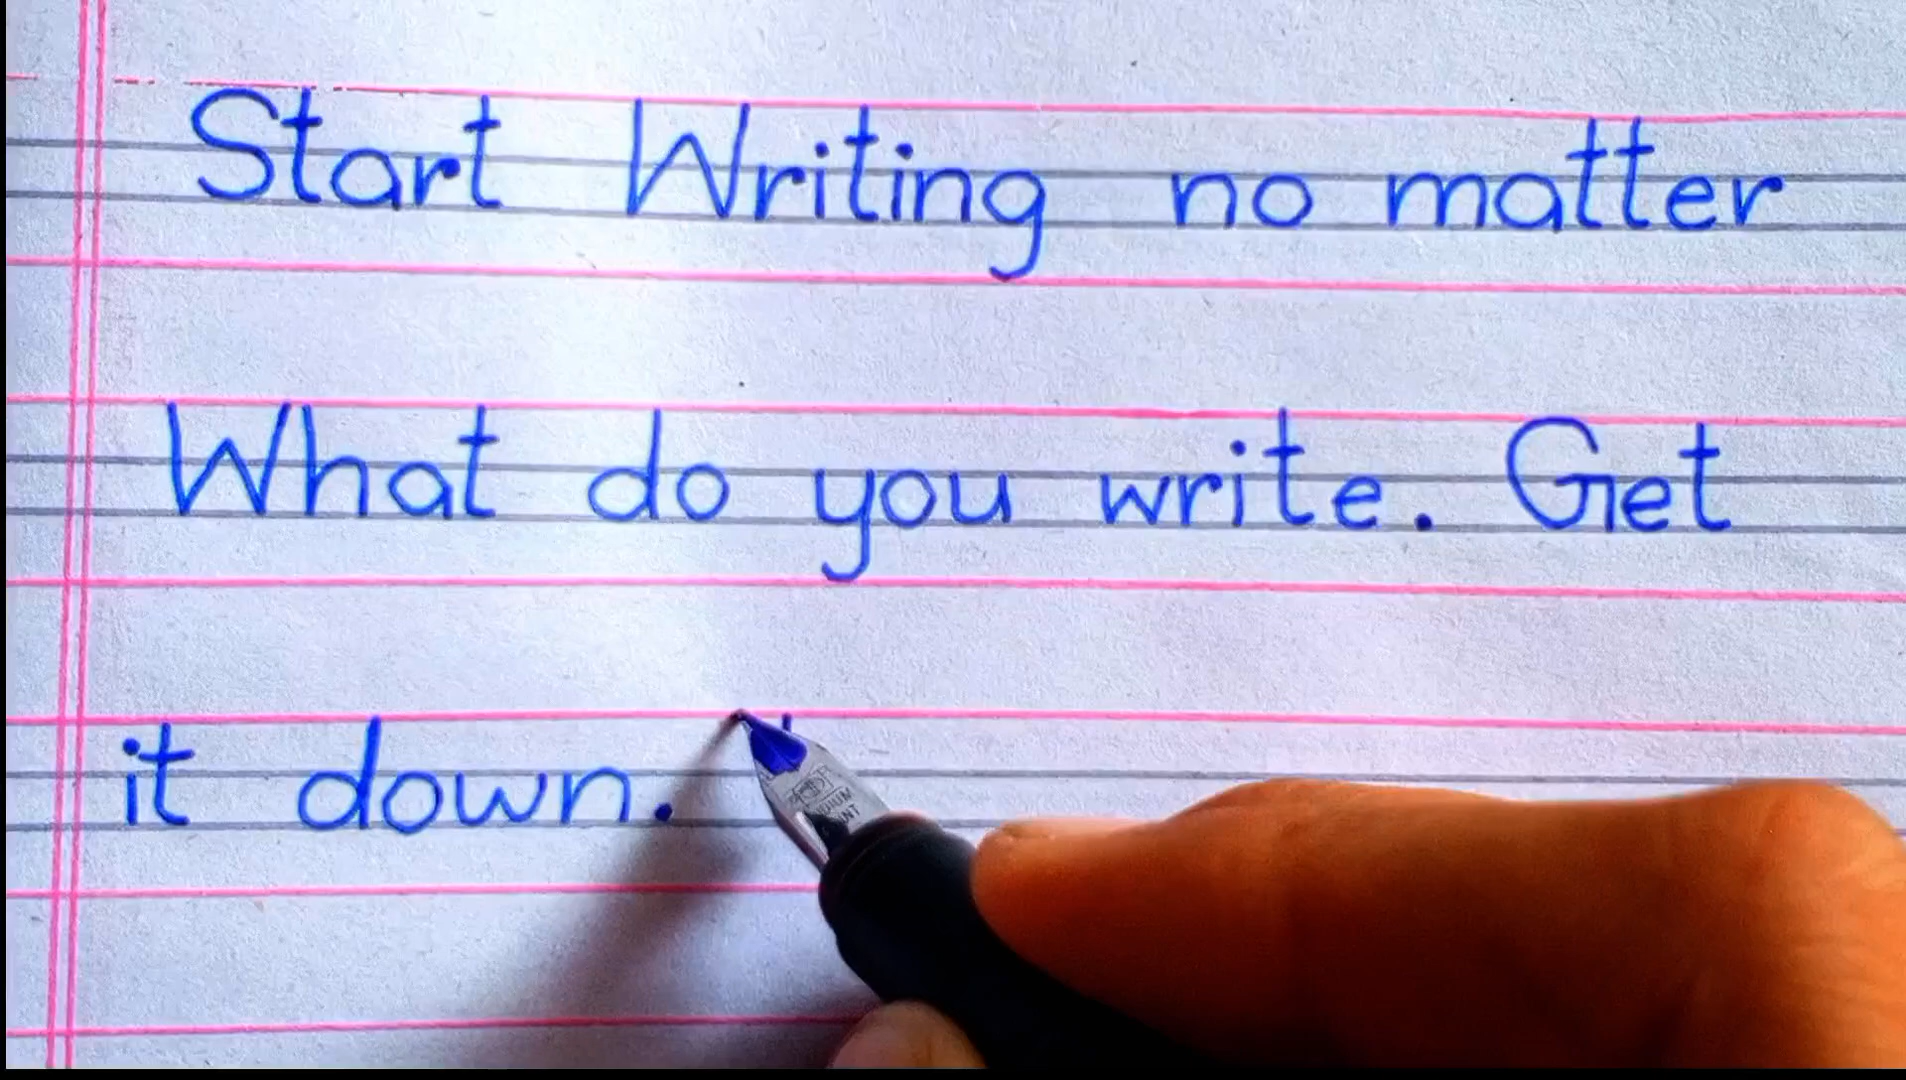 Start Writing no matter
What do you write. Get
it down.